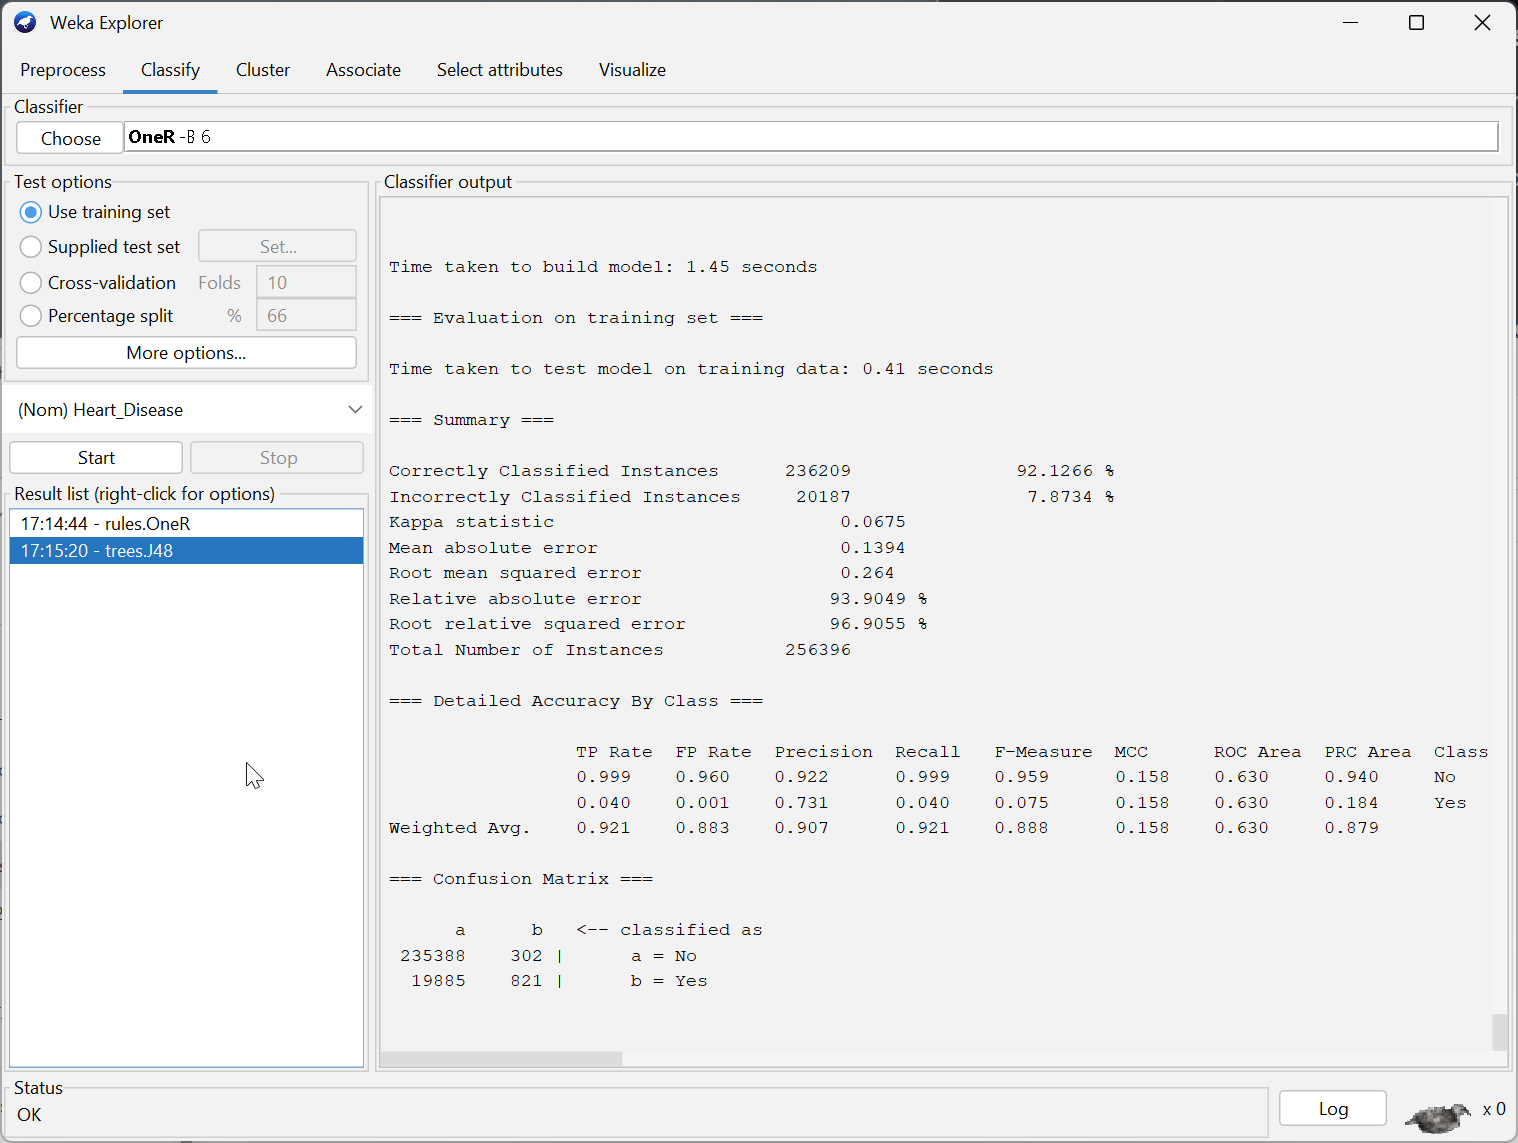 Weka Explorer
Preprocess Classify Cluster Associate Select attributes Visualize
Classifier
Choose OneR -B 6
Test options
Use training set
Supplied test set Set...
Cross-validation Folds 10
Percentage split % 66
More options...
(Nom) Heart_Disease
Start Stop
Result list (right-click for options)
17:14:44 - rules.OneR
17:15:20 - trees.J48
Classifier output
Time taken to build model: 1.45 seconds
=== Evaluation on training set ===
Time taken to test model on training data: 0.41 seconds
=== Summary ===
Correctly Classified Instances 236209 92.1266 %
Incorrectly Classified Instances 20187 7.8734 %
Kappa statistic 0.0675
Mean absolute error 0.1394
Root mean squared error 0.264
Relative absolute error 93.9049 %
Root relative squared error 96.9055 %
Total Number of Instances 256396
=== Detailed Accuracy By Class ===
TP Rate FP Rate Precision Recall F-Measure MCC ROC Area PRC Area Class
0.999 0.960 0.922 0.999 0.959 0.158 0.630 0.940 No
0.040 0.001 0.731 0.040 0.075 0.158 0.630 0.184 Yes
Weighted Avg. 0.921 0.883 0.907 0.921 0.888 0.158 0.630 0.879
=== Confusion Matrix ===
a b <-- classified as
235388 302 | a = No
19885 821 | b = Yes
Status
OK
Log x 0